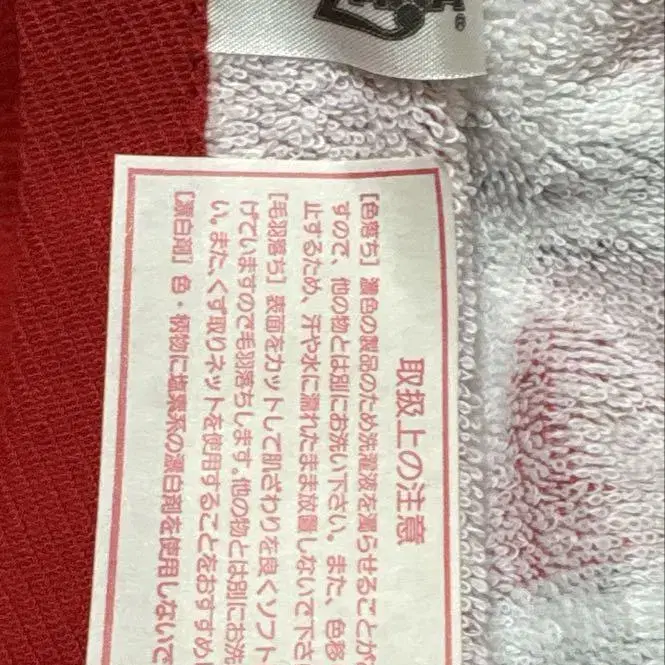 取扱上の注意
[色落ち] 濃色の製品のため洗濯液を濁らせることが
すので、他の物とは別にお洗い下さい。また、色移
止するため、汗や水に濡れたまま放置しないで下さ
[毛羽落ち] 表面をカットして肌ざわりを良くソフト
げていますので毛羽落ちします。他の物とは別にお洗
い。また、くず取りネットを使用することをおすすめ
[漂白剤] 色・柄物に塩素系の漂白剤を使用しないで